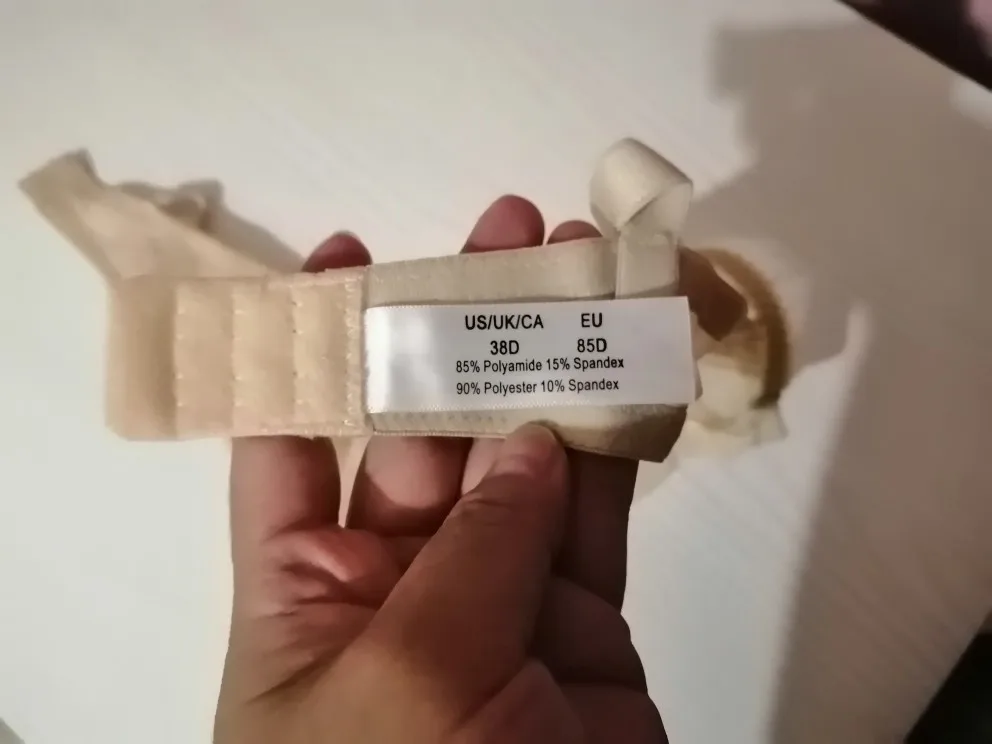 US/UK/CA EU
38D 85D
85% Polyamide 15% Spandex
90% Polyester 10% Spandex